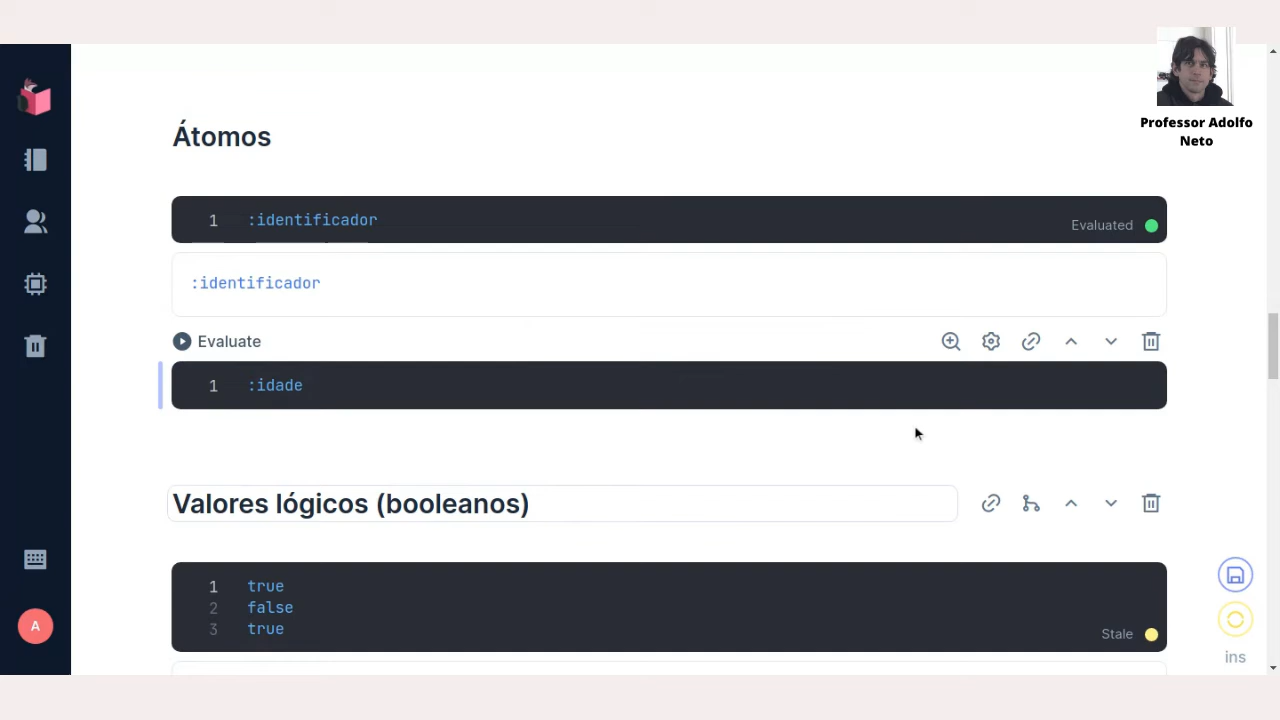 Professor Adolfo
Neto
Átomos
1 :identificador
Evaluated
:identificador
Evaluate
1 :idade
Valores lógicos (booleanos)
1 true
2 false
3 true
Stale
A
ins